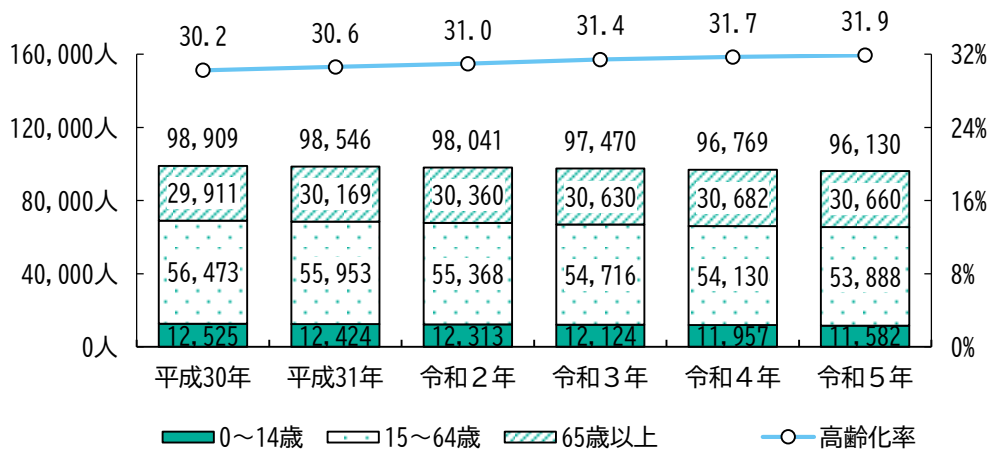 30.2 30.6 31.0 31.4 31.7 31.9
160,000人 32%
120,000人 24%
98,909 98,546 98,041 97,470 96,769 96,130
29,911 30,169 30,360 30,630 30,682 30,660
80,000人 16%
56,473 55,953 55,368 54,716 54,130 53,888
40,000人 8%
12,525 12,424 12,313 12,124 11,957 11,582
0人 0%
平成30年 平成31年 令和2年 令和3年 令和4年 令和5年
0～14歳 15～64歳 65歳以上 高齢化率